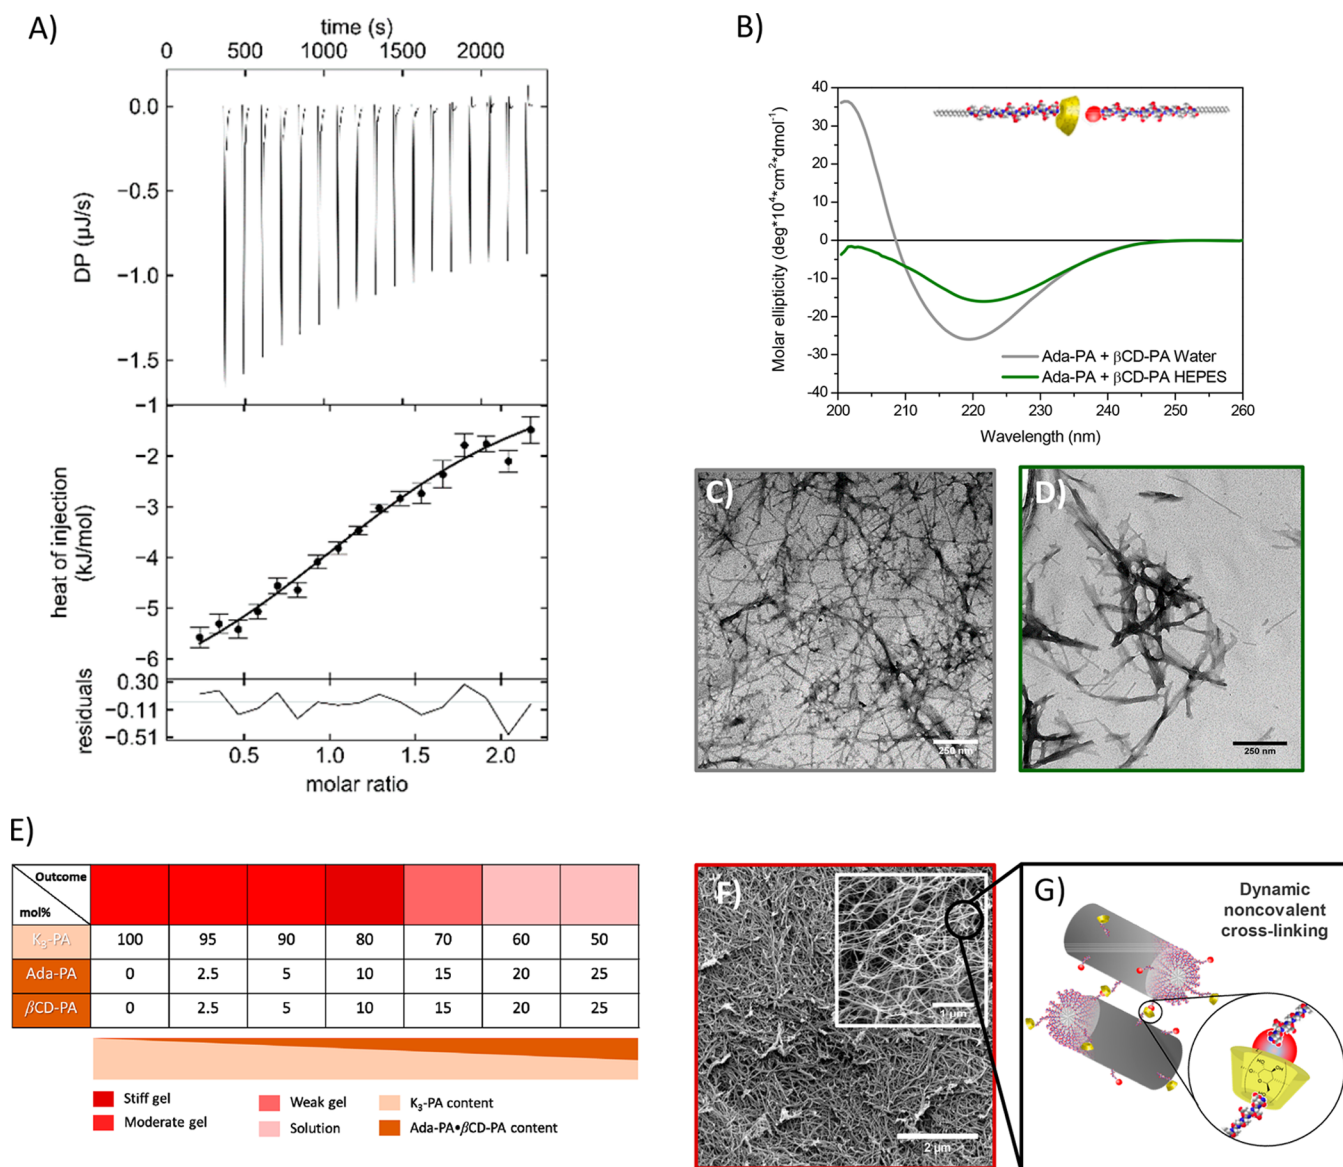 A)
time (s)
0 500 1000 1500 2000
0.0
−0.5
−1.0
−1.5
DP (µJ/s)
−1
−2
−3
−4
−5
−6
heat of injection
(kJ/mol)
0.30
−0.11
−0.51
residuals
0.5 1.0 1.5 2.0
molar ratio
B)
40
30
20
10
0
-10
-20
-30
-40
Molar ellipticity (deg*10⁴*cm²*dmol⁻¹)
Ada-PA + βCD-PA Water
Ada-PA + βCD-PA HEPES
200 210 220 230 240 250 260
Wavelength (nm)
C)
250 nm
D)
250 nm
E)
Outcome
mol%
K₃-PA 100 95 90 80 70 60 50
Ada-PA 0 2.5 5 10 15 20 25
βCD-PA 0 2.5 5 10 15 20 25
Stiff gel
Moderate gel
Weak gel
Solution
K₃-PA content
Ada-PA•βCD-PA content
F)
1 µm
2 µm
G)
Dynamic
noncovalent
cross-linking